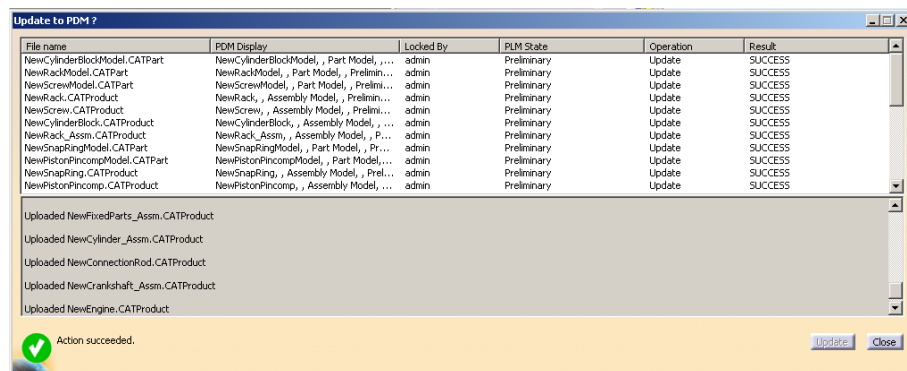 Update to PDM ?
File name PDM Display Locked By PLM State Operation Result
NewCylinderBlockModel.CATPart NewCylinderBlockModel, , Part Model, ,... admin Preliminary Update SUCCESS
NewRackModel.CATPart NewRackModel, , Part Model, , Prelimin... admin Preliminary Update SUCCESS
NewScrewModel.CATPart NewScrewModel, , Part Model, , Prelimi... admin Preliminary Update SUCCESS
NewRack.CATProduct NewRack, , Assembly Model, , Prelimin... admin Preliminary Update SUCCESS
NewScrew.CATProduct NewScrew, , Assembly Model, , Prelimi... admin Preliminary Update SUCCESS
NewCylinderBlock.CATProduct NewCylinderBlock, , Assembly Model, , ... admin Preliminary Update SUCCESS
NewRack_Assm.CATProduct NewRack_Assm, , Assembly Model, , P... admin Preliminary Update SUCCESS
NewSnapRingModel.CATPart NewSnapRingModel, , Part Model, , Pr... admin Preliminary Update SUCCESS
NewPistonPincompModel.CATPart NewPistonPincompModel, , Part Model,... admin Preliminary Update SUCCESS
NewSnapRing.CATProduct NewSnapRing, , Assembly Model, , Prel... admin Preliminary Update SUCCESS
NewPistonPincomp.CATProduct NewPistonPincomp, , Assembly Model, ... admin Preliminary Update SUCCESS
Uploaded NewFixedParts_Assm.CATProduct
Uploaded NewCylinder_Assm.CATProduct
Uploaded NewConnectionRod.CATProduct
Uploaded NewCrankshaft_Assm.CATProduct
Uploaded NewEngine.CATProduct
Action succeeded.
Update Close